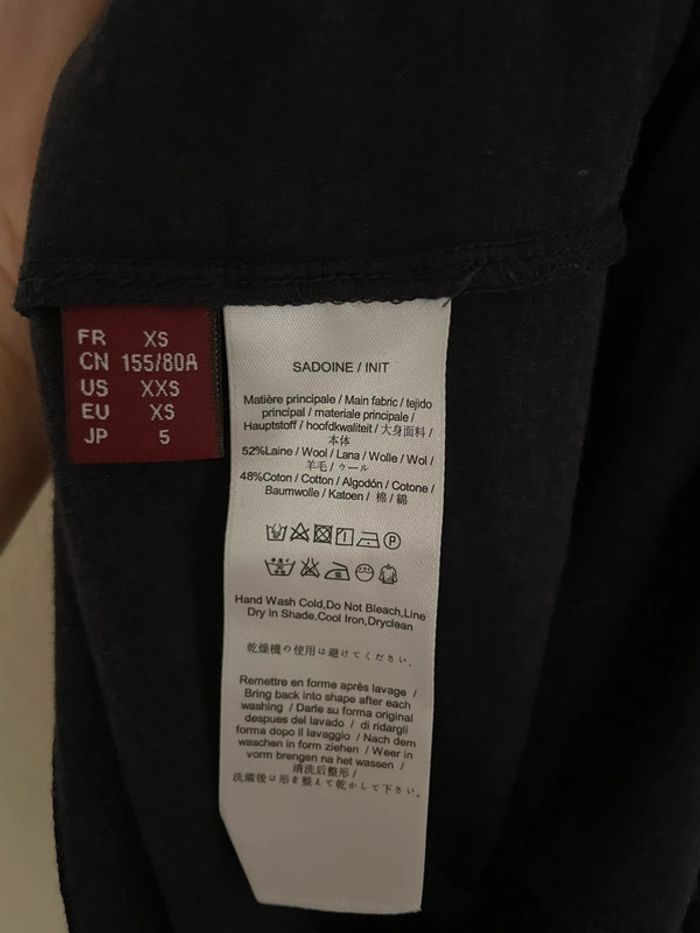 FR XS
CN 155/80A
US XXS
EU XS
JP 5
SADOINE / INIT
Matière principale / Main fabric / tejido
principal / materiale principale /
Hauptstoff / hoofdkwaliteit / 大身面料 /
本体
52%Laine / Wool / Lana / Wolle / Wol /
羊毛 / ウール
48%Coton / Cotton / Algodón / Cotone /
Baumwolle / Katoen / 棉 / 綿
Hand Wash Cold,Do Not Bleach,Line
Dry in Shade,Cool Iron,Dryclean
乾燥機の使用は避けてください.
Remettre en forme après lavage /
Bring back into shape after each
washing / Darle su forma original
despues del lavado / di ridargli
forma dopo il lavaggio / Nach dem
waschen in form ziehen / Weer in
vorm brengen na het wassen /
清洗后整形 /
洗濯後は形を整えて乾かして下さい.